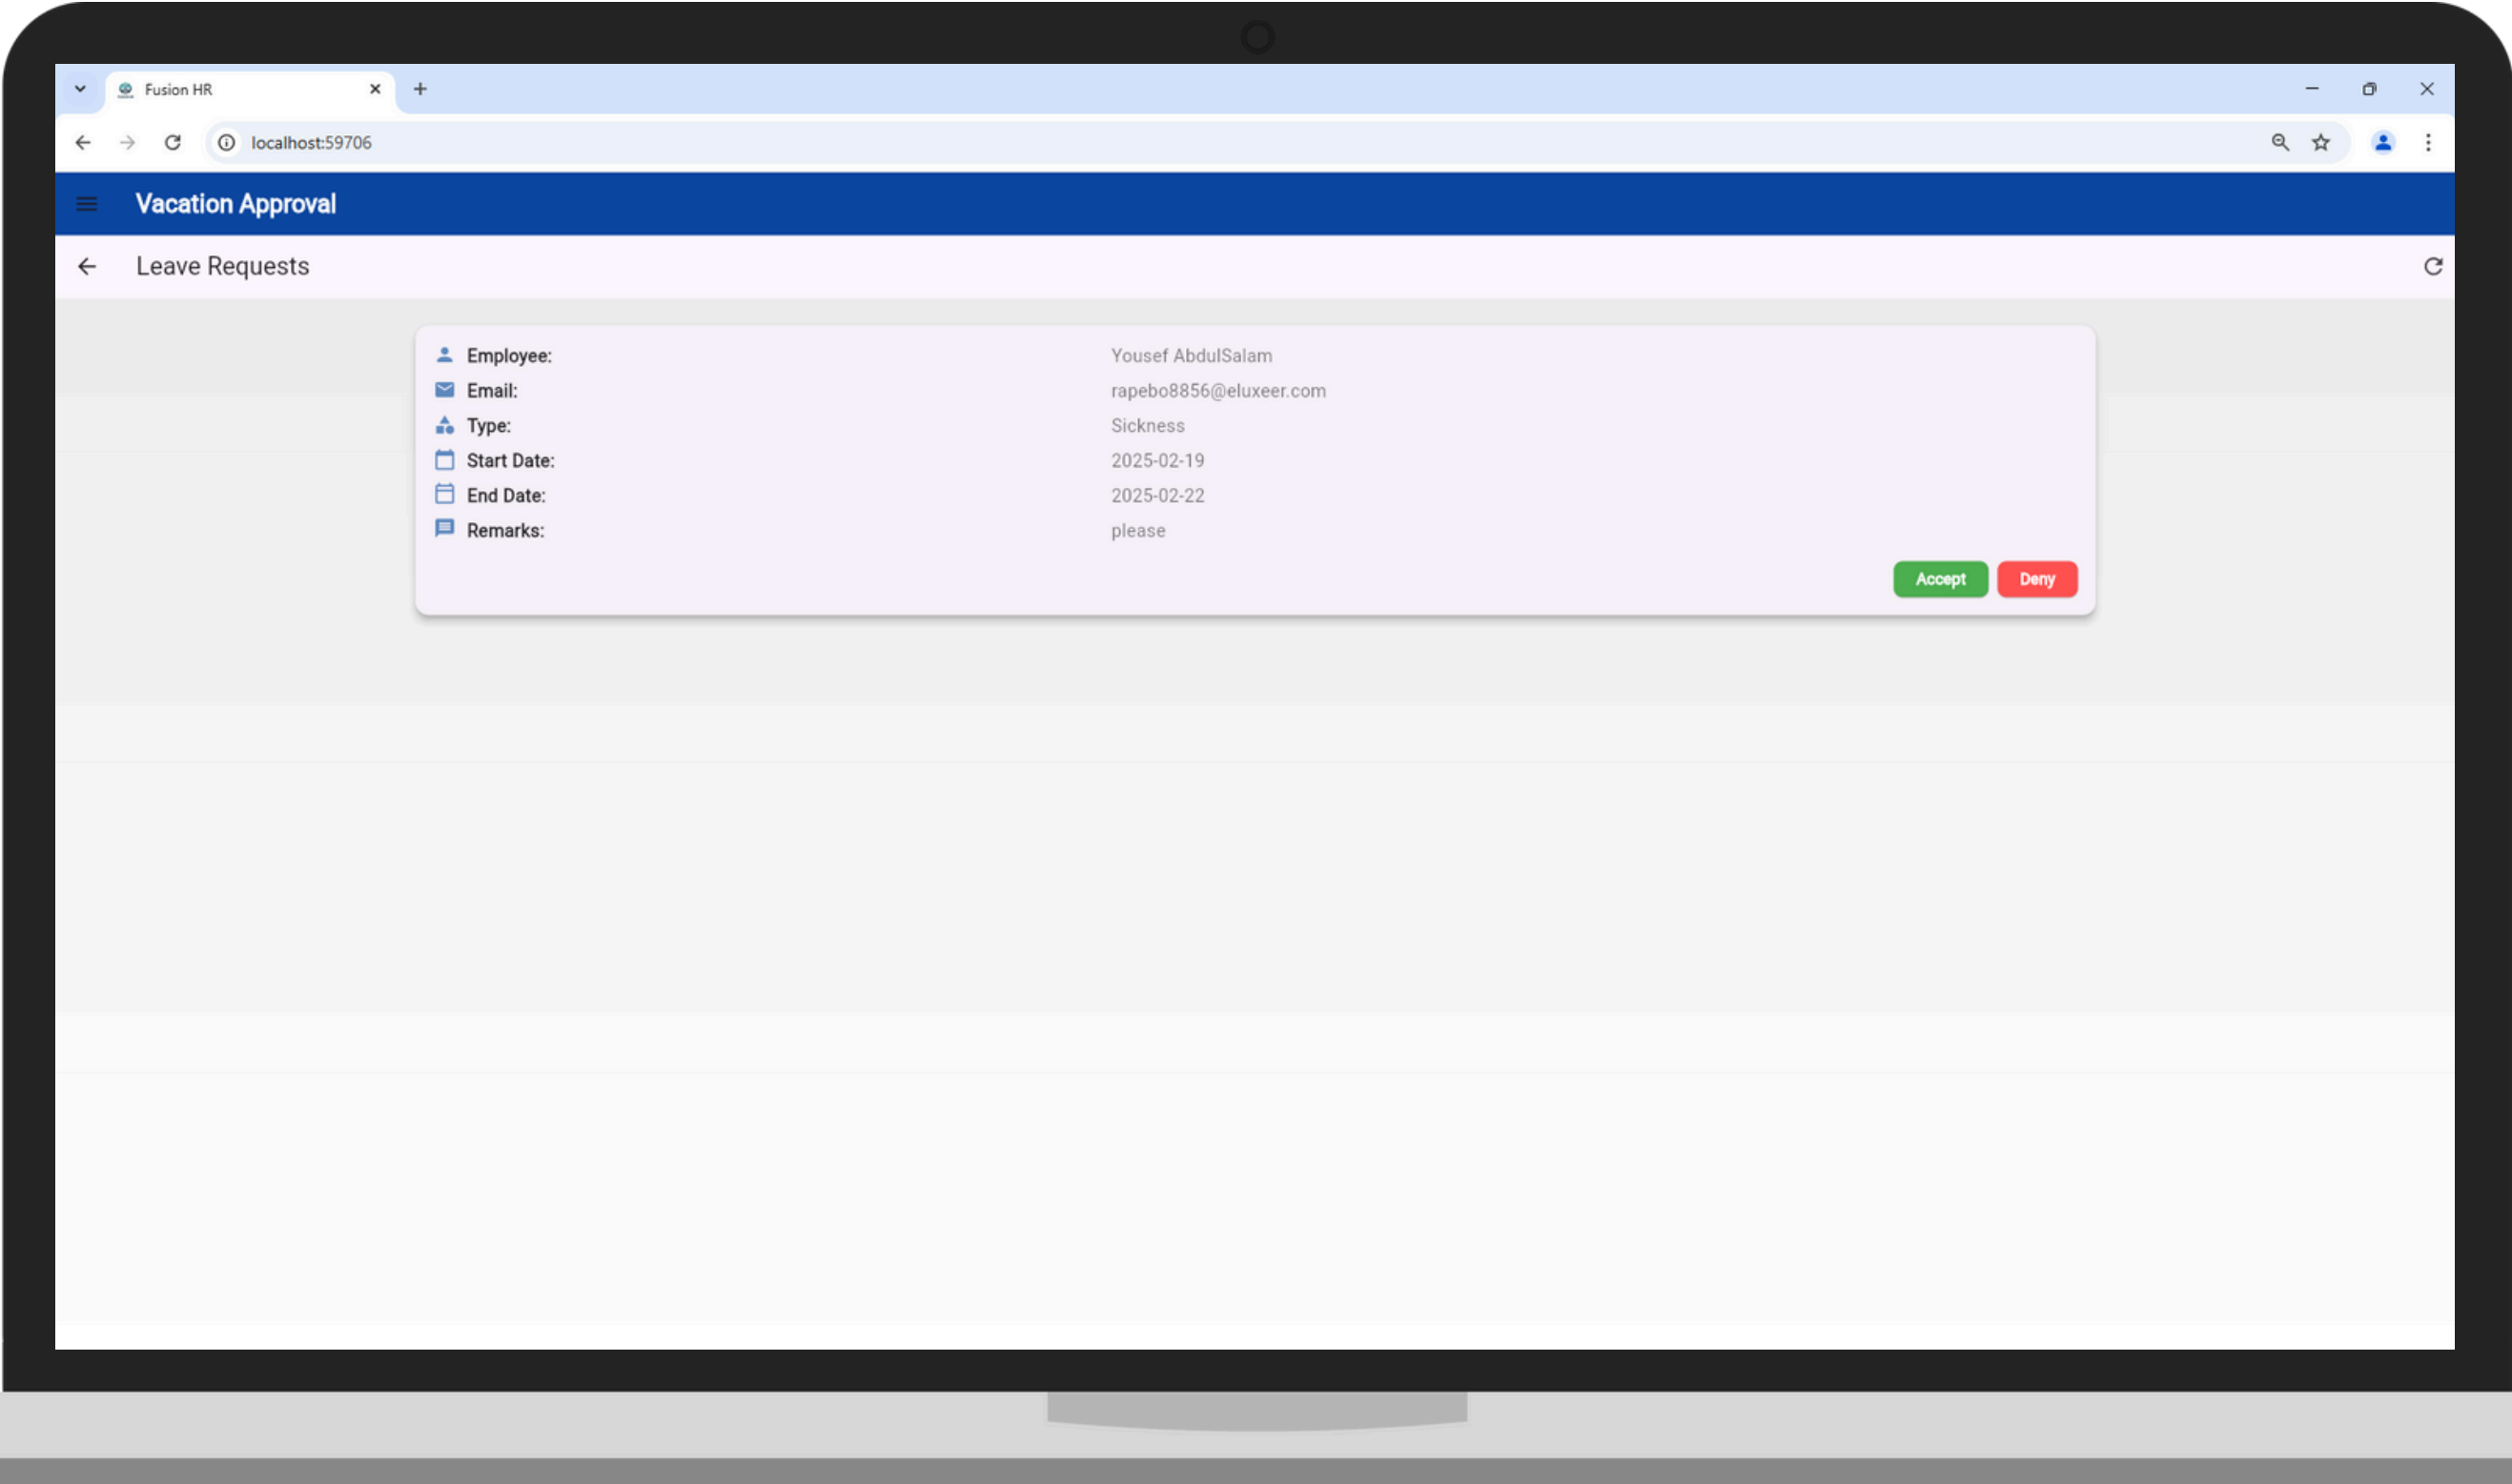 Fusion HR
localhost:59706
Vacation Approval
Leave Requests
Employee: Yousef AbdulSalam
Email: rapebo8856@eluxeer.com
Type: Sickness
Start Date: 2025-02-19
End Date: 2025-02-22
Remarks: please
Accept Deny